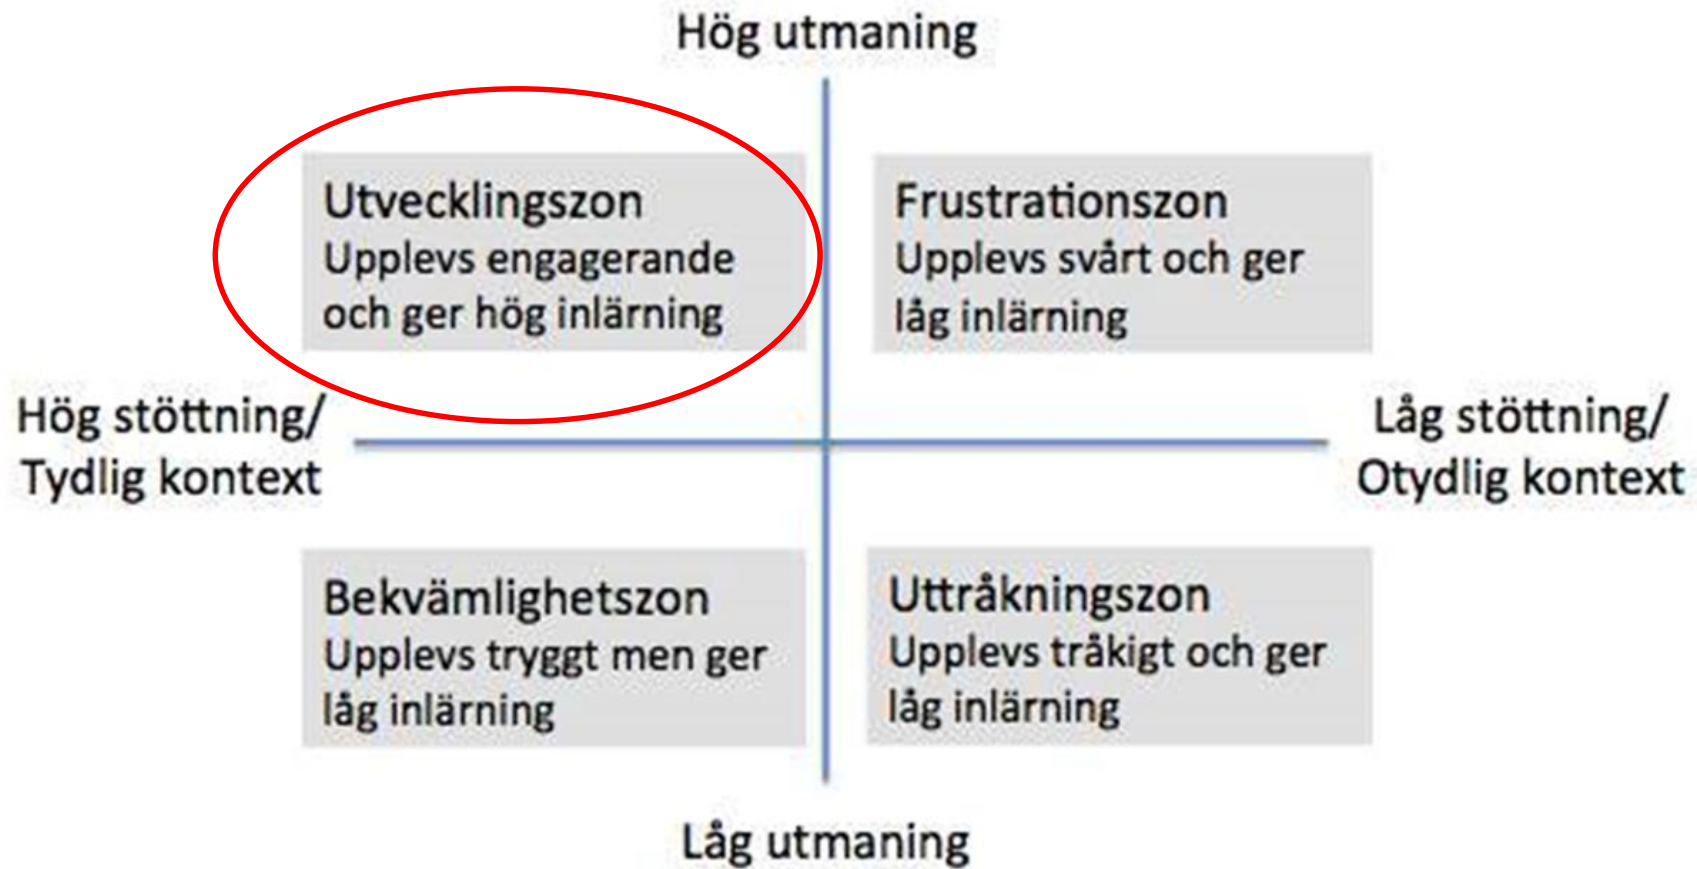 Hög utmaning
Utvecklingszon
Upplevs engagerande
och ger hög inlärning
Frustrationszon
Upplevs svårt och ger
låg inlärning
Hög stöttning/
Tydlig kontext
Låg stöttning/
Otydlig kontext
Bekvämlighetszon
Upplevs tryggt men ger
låg inlärning
Uttråkningszon
Upplevs tråkigt och ger
låg inlärning
Låg utmaning